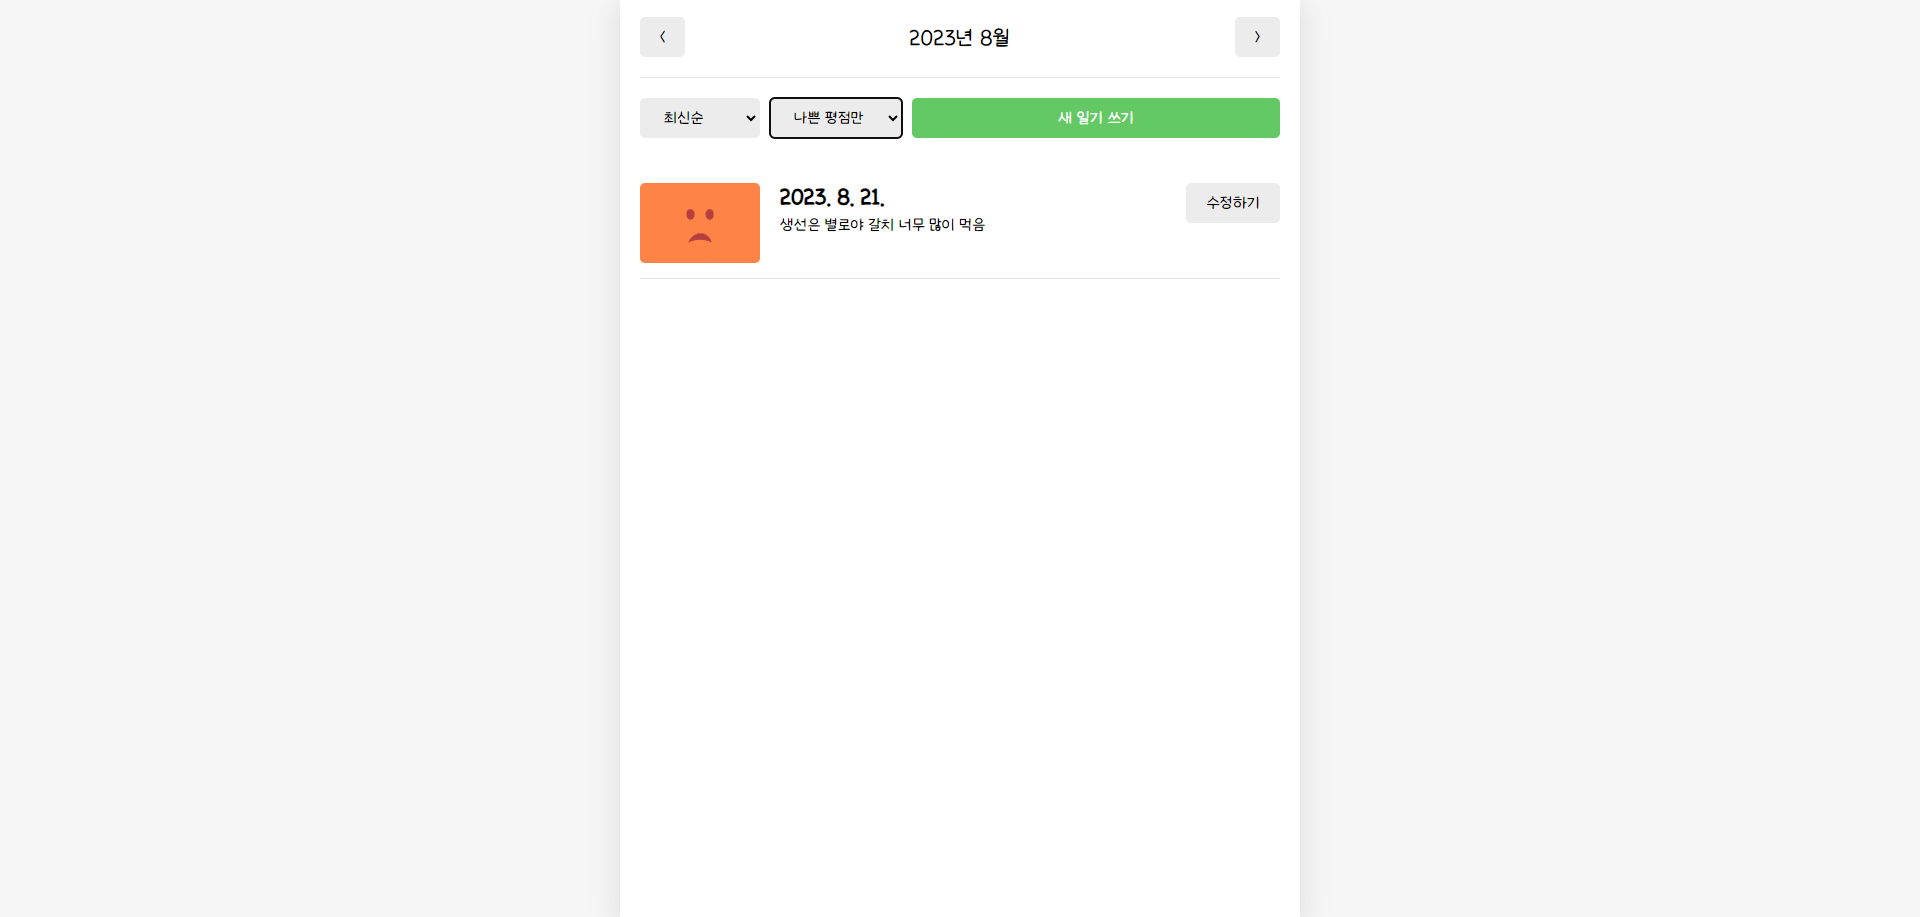 < 2023년 8월 >
최신순 나쁜 평점만 새 일기 쓰기
2023. 8. 21. 수정하기
생선은 별로야 갈치 너무 많이 먹음